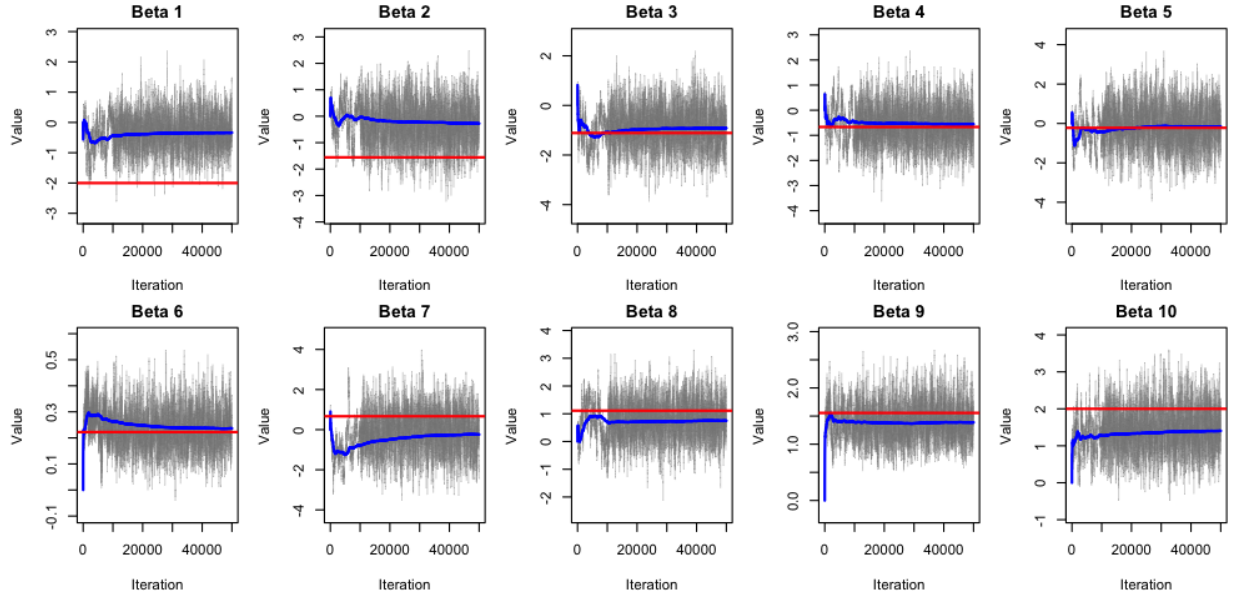 Beta 1
Beta 2
Beta 3
Beta 4
Beta 5
Value
3
2
1
0
-1
-2
-3
0
20000
40000
Iteration
Value
3
2
1
0
-1
-2
-3
-4
0
20000
40000
Iteration
Value
2
0
-2
-4
0
20000
40000
Iteration
Value
3
2
1
0
-1
-2
-3
-4
0
20000
40000
Iteration
Value
4
2
0
-2
-4
0
20000
40000
Iteration
Beta 6
Beta 7
Beta 8
Beta 9
Beta 10
Value
0.5
0.3
0.1
-0.1
0
20000
40000
Iteration
Value
4
2
0
-2
-4
0
20000
40000
Iteration
Value
4
3
2
1
0
-1
-2
0
20000
40000
Iteration
Value
3.0
2.0
1.0
0.0
0
20000
40000
Iteration
Value
4
3
2
1
0
-1
0
20000
40000
Iteration